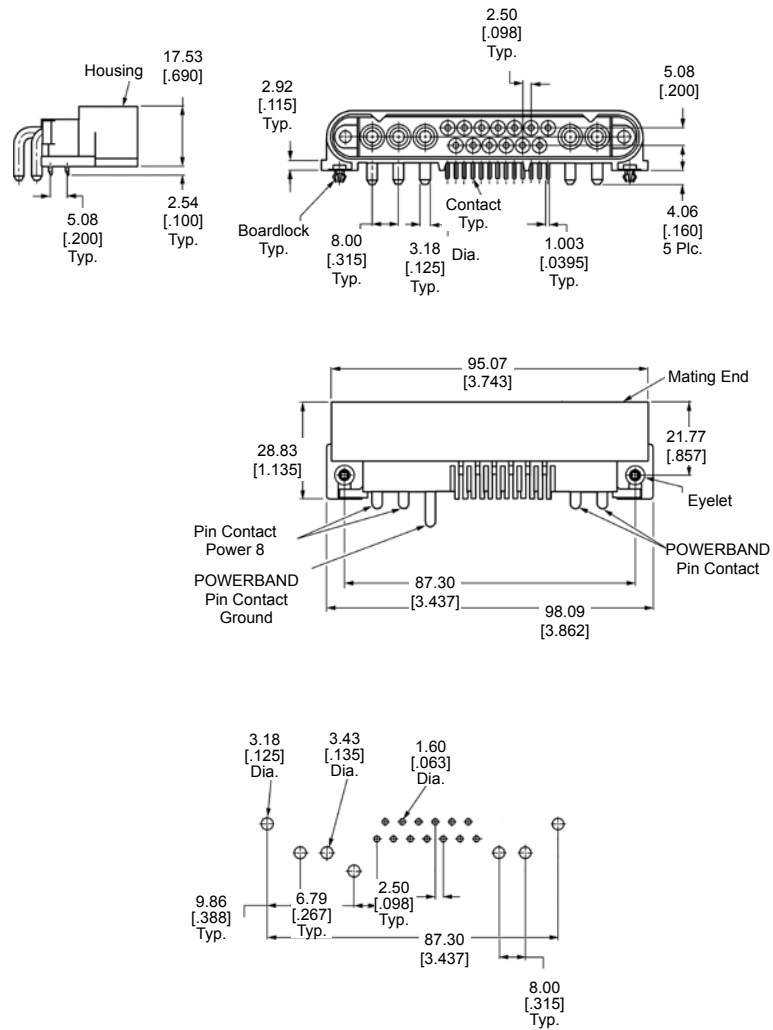 Housing
17.53
[.690]
5.08
[.200]
Typ.
2.54
[.100]
Typ.
2.50
[.098]
Typ.
2.92
[.115]
Typ.
5.08
[.200]
Boardlock
Typ.
8.00
[.315]
Typ.
3.18
[.125]
Typ.
Dia.
Contact
Typ.
1.003
[.0395]
Typ.
4.06
[.160]
5 Plc.
95.07
[3.743]
Mating End
28.83
[1.135]
21.77
[.857]
Eyelet
Pin Contact
Power 8
POWERBAND
Pin Contact
Ground
POWERBAND
Pin Contact
87.30
[3.437]
98.09
[3.862]
3.18
[.125]
Dia.
3.43
[.135]
Dia.
1.60
[.063]
Dia.
9.86
[.388]
Typ.
6.79
[.267]
Typ.
2.50
[.098]
Typ.
87.30
[3.437]
8.00
[.315]
Typ.